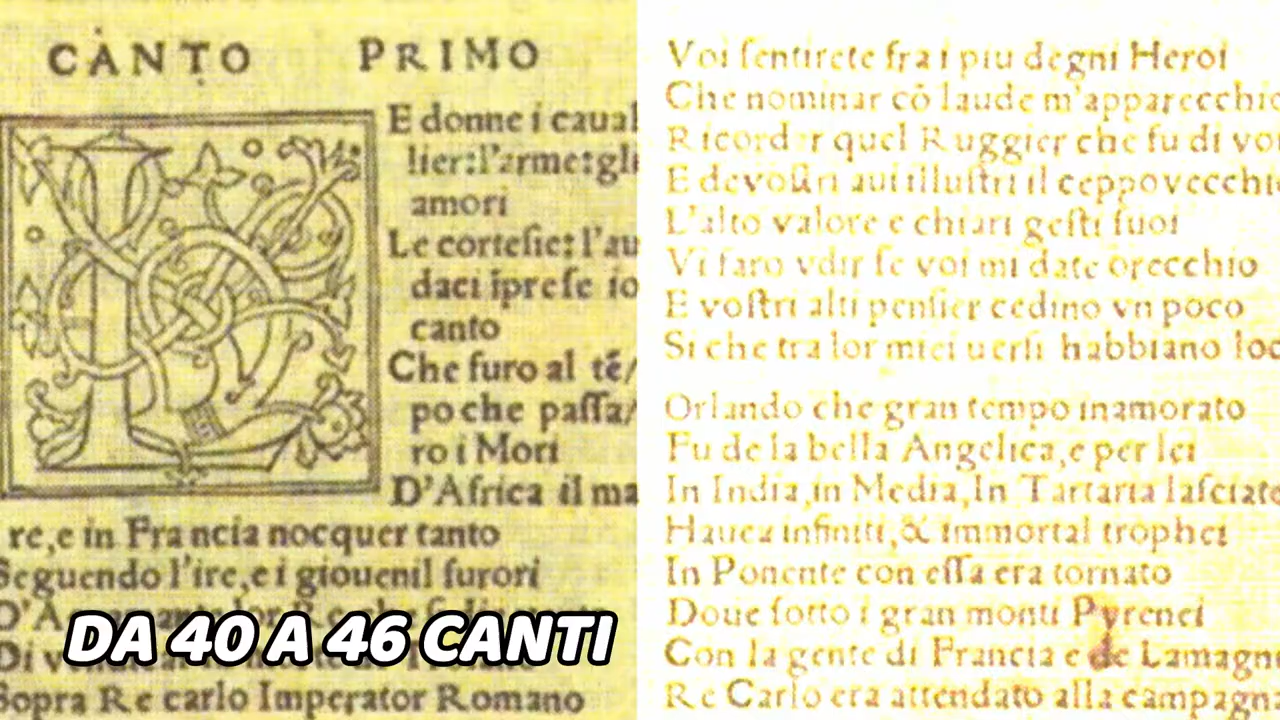 CANTO PRIMO
E donne i caual
lier: l'arme: gli
amori
Le cortesie: l'au
daci īprese io
canto
Che furo al tē/
po che passa/
ro i Mori
D'Africa il ma
re, e in Francia nocquer tanto
Seguendo l'ire, e i giouenil furori
D'A
Di v
DA 40 A 46 CANTI
Sopra Re carlo Imperator Romano
Voi sentirete fra i piu degni Heroi
Che nominar cō laude m'apparecchio
Ricordar quel Ruggier che fu di voi
E de vostri aui illustri il ceppo vecchio
L'alto valore e chiari gesti suoi
Vi faro vdir se voi mi date orecchio
E vostri alti pensier cedino vn poco
Si che tra lor miei uersi habbiano loc
Orlando che gran tempo inamorato
Fu de la bella Angelica, e per lei
In India, in Media, In Tartaria lasciate
Hauea infiniti, & immortal trophei
In Ponente con essa era tornato
Doue sotto i gran monti Pyrenei
Con la gente di Francia e de Lamagna
Re Carlo era attendato alla campagna